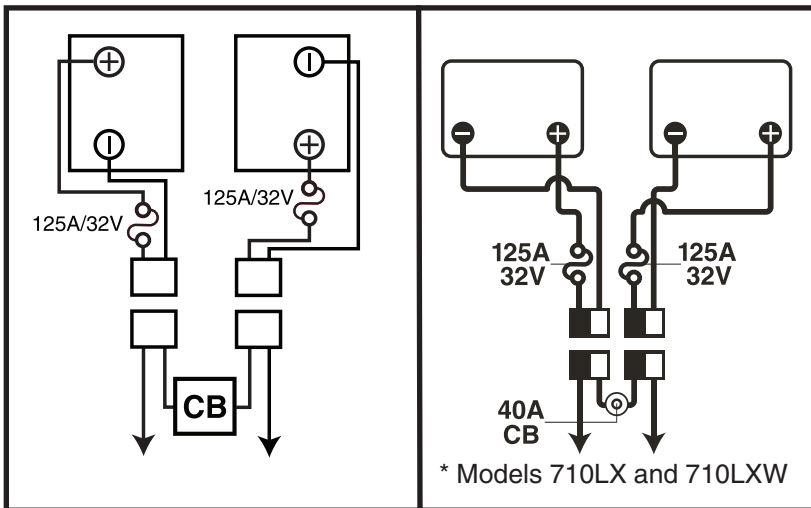 125A/32V
125A/32V
CB
125A
32V
125A
32V
40A
CB
* Models 710LX and 710LXW